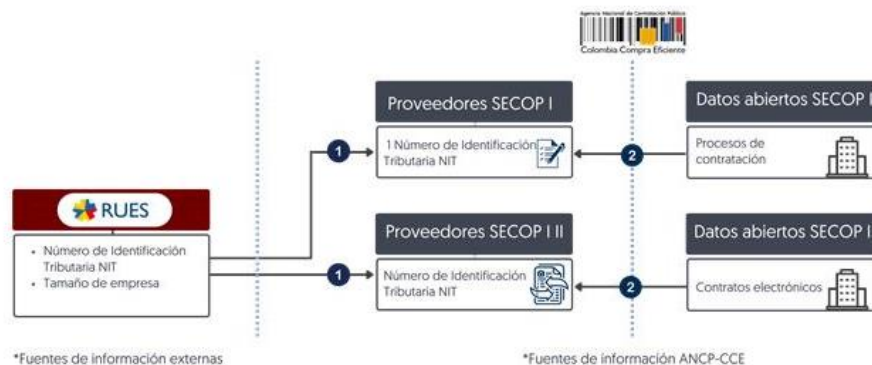 Agencia Nacional de Contratación Pública
Colombia Compra Eficiente
Proveedores SECOP I
1 Número de Identificación
Tributaria NIT
1
2
Datos abiertos SECOP I
Procesos de
contratación
RUES
• Número de Identificación
Tributaria NIT
• Tamaño de empresa
Proveedores SECOP I II
Número de Identificación
Tributaria NIT
1
2
Datos abiertos SECOP I
Contratos electrónicos
*Fuentes de información externas
*Fuentes de información ANCP-CCE